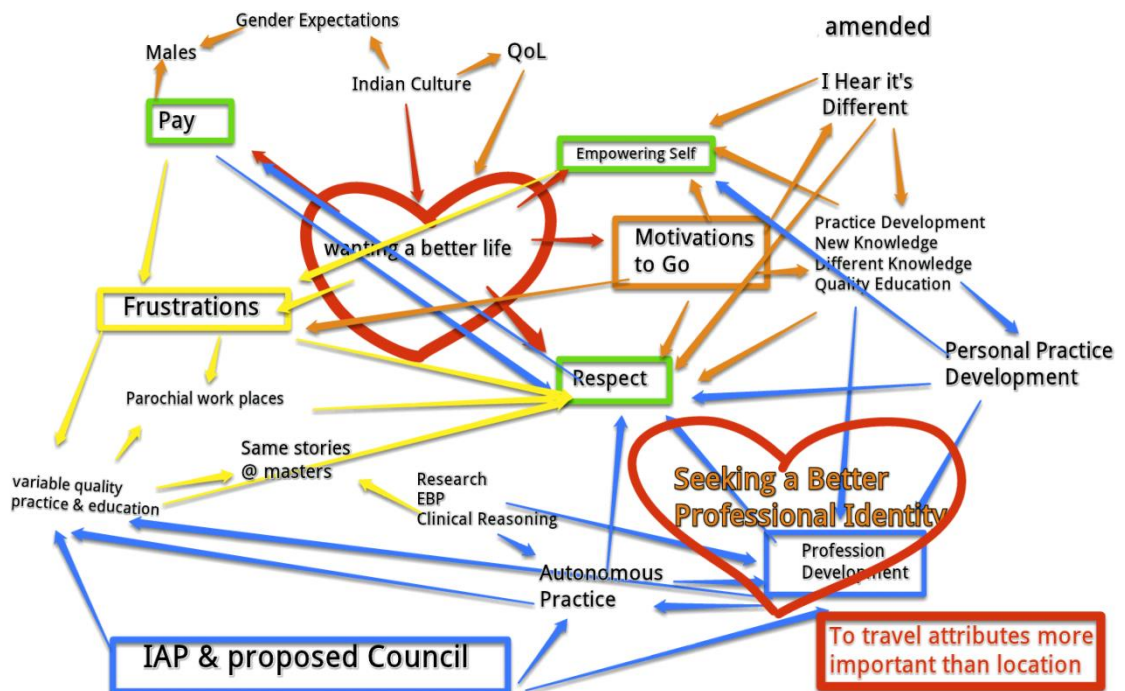 amended
Gender Expectations
Males
QoL
Indian Culture
I Hear it's
Different
Pay
Empowering Self
Practice Development
New Knowledge
Different Knowledge
Quality Education
wanting a better life
Motivations
to Go
Frustrations
Personal Practice
Development
Respect
Parochial work places
Same stories
@ masters
variable quality
practice & education
Research
EBP
Clinical Reasoning
Seeking a Better
Professional Identity
Profession
Development
Autonomous
Practice
IAP & proposed Council
To travel attributes more
important than location